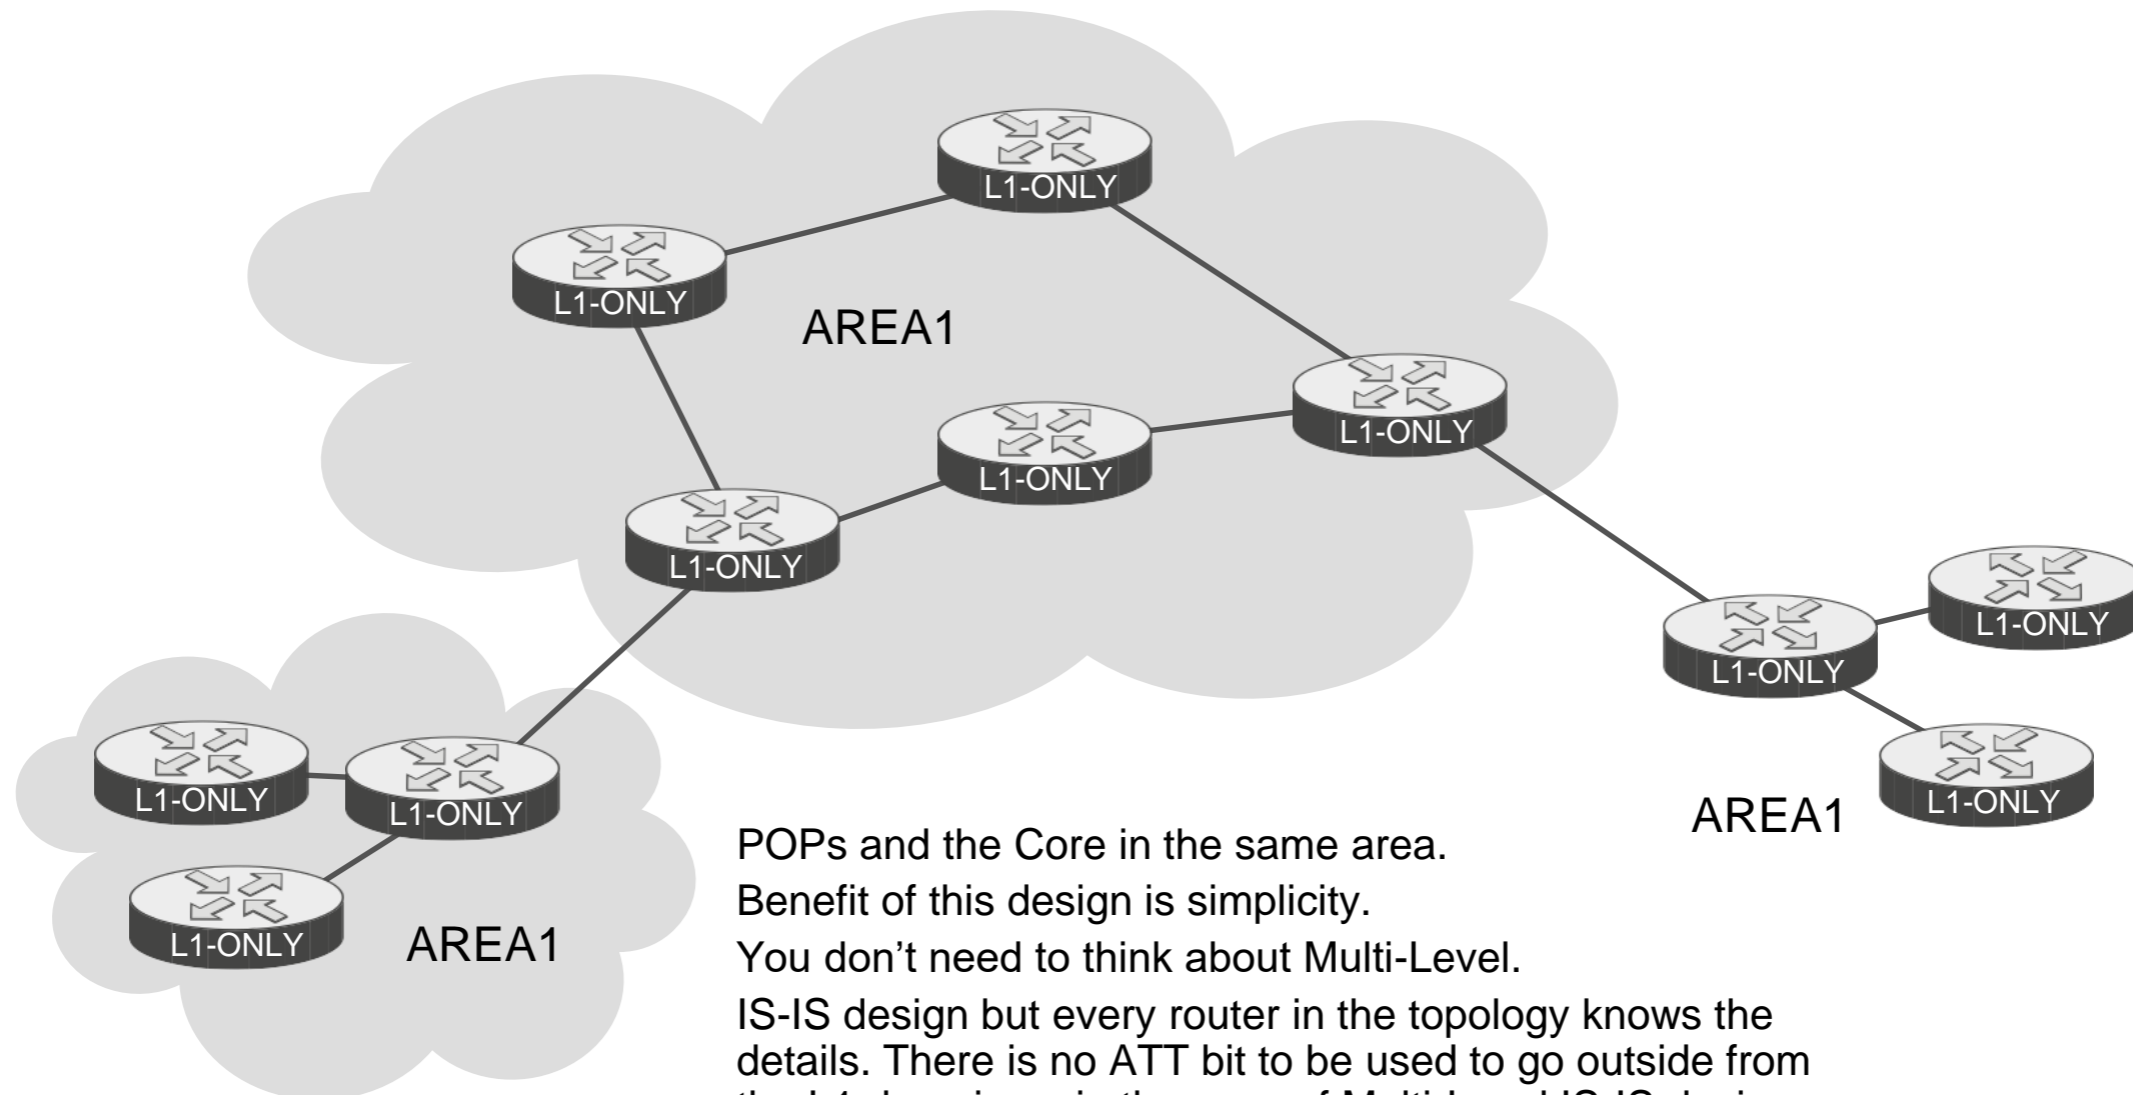 L1-ONLY
L1-ONLY
AREA1
L1-ONLY
L1-ONLY
L1-ONLY
L1-ONLY
L1-ONLY
L1-ONLY
AREA1
L1-ONLY
L1-ONLY
L1-ONLY
AREA1
POPs and the Core in the same area.
Benefit of this design is simplicity.
You don’t need to think about Multi-Level.
IS-IS design but every router in the topology knows the
details. There is no ATT bit to be used to go outside from